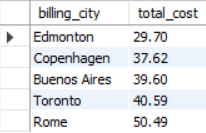 billing_city total_cost
Edmonton 29.70
Copenhagen 37.62
Buenos Aires 39.60
Toronto 40.59
Rome 50.49